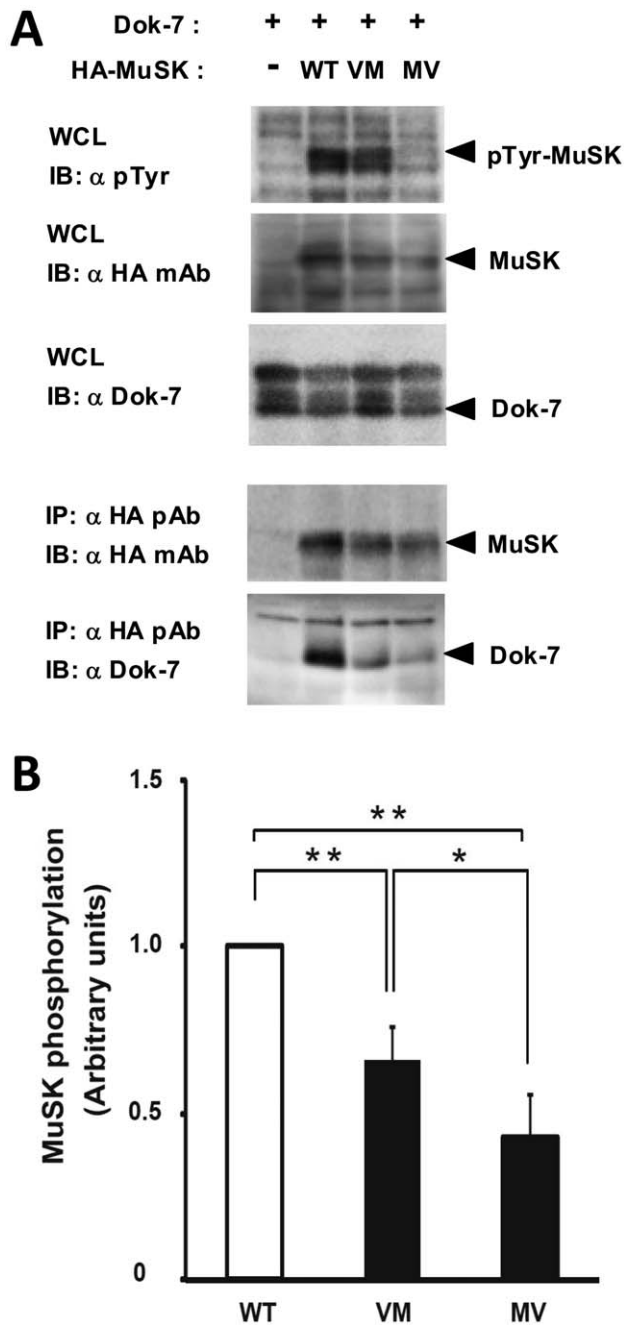 A
Dok-7 : + + + +
HA-MuSK : - WT VM MV
WCL
IB: α pTyr
pTyr-MuSK
WCL
IB: α HA mAb
MuSK
WCL
IB: α Dok-7
Dok-7
IP: α HA pAb
IB: α HA mAb
MuSK
IP: α HA pAb
IB: α Dok-7
Dok-7
B
MuSK phosphorylation
(Arbitrary units)
1.5
1.0
0.5
0
**
**
*
WT VM MV